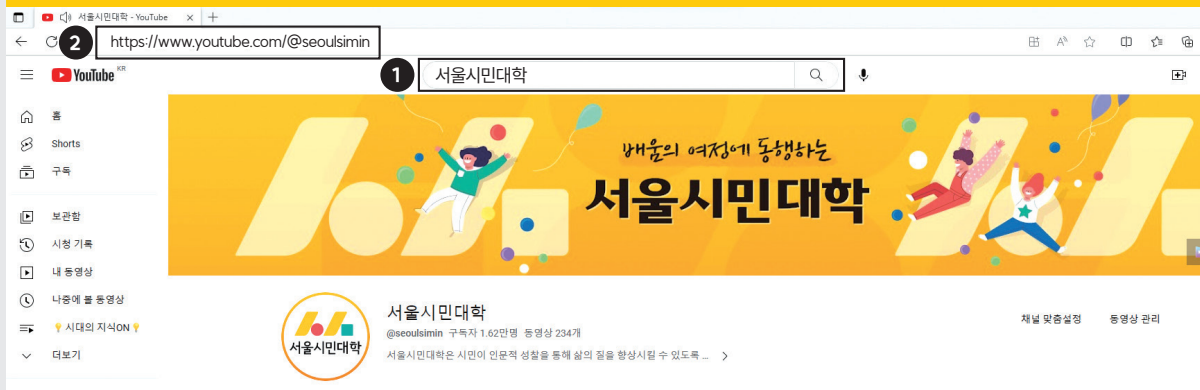 서울시민대학 - YouTube
2 https://www.youtube.com/@seoulsimin
YouTube KR
1 서울시민대학
홈
Shorts
구독
보관함
시청 기록
내 동영상
나중에 볼 동영상
시대의 지식ON
더보기
배움의 여정에 동행하는
서울시민대학
서울시민대학
서울시민대학
@seoulsimin 구독자 1.62만명 동영상 234개
서울시민대학은 시민이 인문적 성찰을 통해 삶의 질을 향상시킬 수 있도록 ...
채널 맞춤설정 동영상 관리